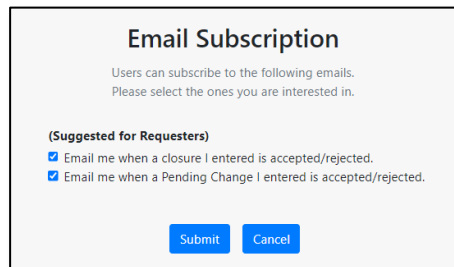 Email Subscription
Users can subscribe to the following emails.
Please select the ones you are interested in.
(Suggested for Requesters)
Email me when a closure I entered is accepted/rejected.
Email me when a Pending Change I entered is accepted/rejected.
Submit Cancel